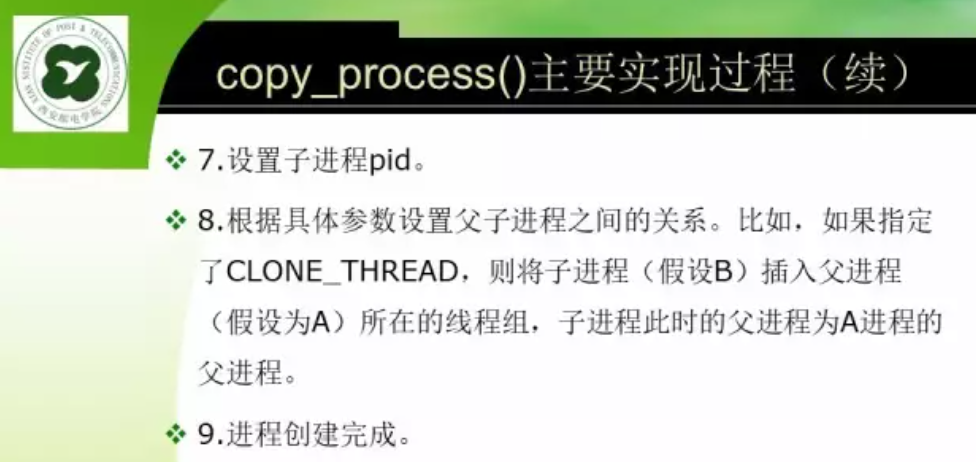 XIAN INSTITUTE OF POST & TELECOMMUNICATIONS
西安邮电学院
copy_process()主要实现过程（续）
7.设置子进程pid。
8.根据具体参数设置父子进程之间的关系。比如，如果指定
了CLONE_THREAD，则将子进程（假设B）插入父进程
（假设为A）所在的线程组，子进程此时的父进程为A进程的
父进程。
9.进程创建完成。